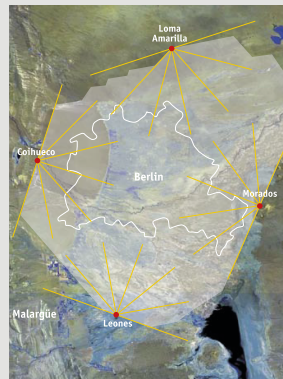 Loma
Amarilla
Coihueco
Berlin
Morados
Malargüe
Leones